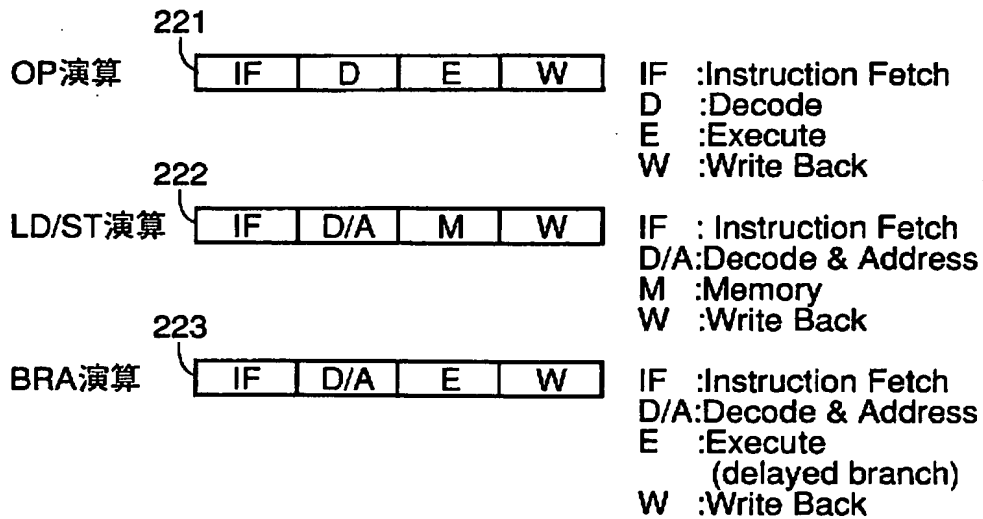 221
OP演算 IF D E W IF :Instruction Fetch
D :Decode
E :Execute
W :Write Back
222
LD/ST演算 IF D/A M W IF : Instruction Fetch
D/A:Decode & Address
M :Memory
W :Write Back
223
BRA演算 IF D/A E W IF :Instruction Fetch
D/A:Decode & Address
E :Execute
(delayed branch)
W :Write Back